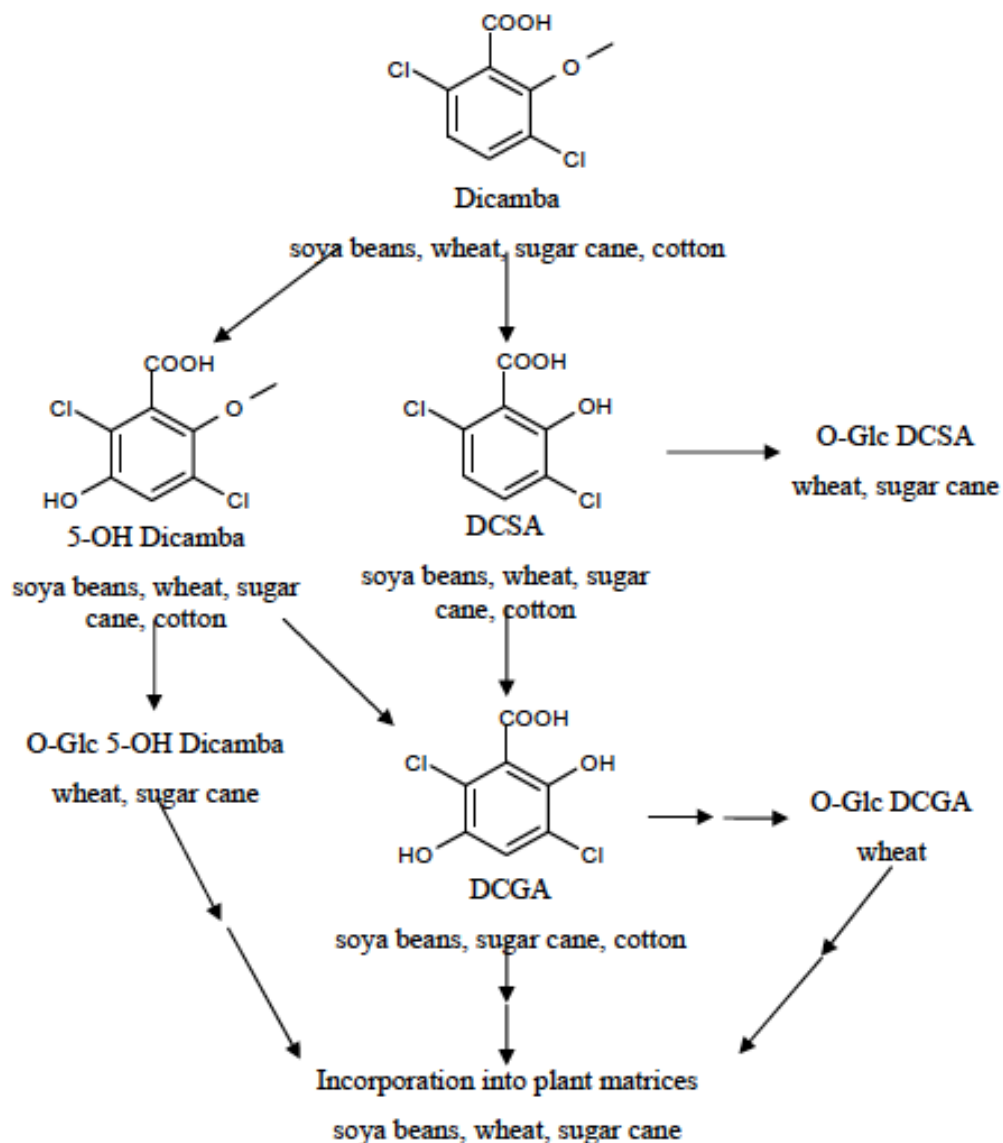 COOH
Cl
O
Cl
Dicamba
soya beans, wheat, sugar cane, cotton
COOH
Cl
O
HO
Cl
5-OH Dicamba
soya beans, wheat, sugar
cane, cotton
COOH
Cl
OH
Cl
DCSA
soya beans, wheat, sugar
cane, cotton
O-Glc DCSA
wheat, sugar cane
O-Glc 5-OH Dicamba
wheat, sugar cane
COOH
Cl
OH
HO
Cl
DCGA
soya beans, sugar cane, cotton
O-Glc DCGA
wheat
Incorporation into plant matrices
soya beans, wheat, sugar cane